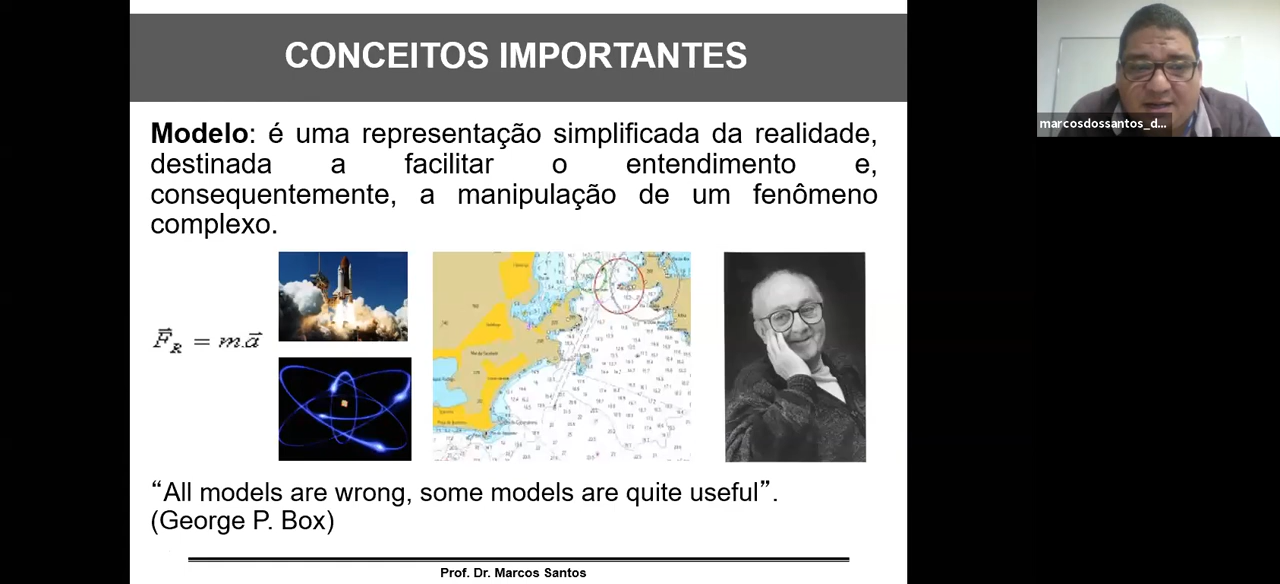 CONCEITOS IMPORTANTES
marcosdossantos_d...
Modelo: é uma representação simplificada da realidade,
destinada a facilitar o entendimento e,
consequentemente, a manipulação de um fenômeno
complexo.
F⃗R = m.a⃗
“All models are wrong, some models are quite useful”.
(George P. Box)
Prof. Dr. Marcos Santos